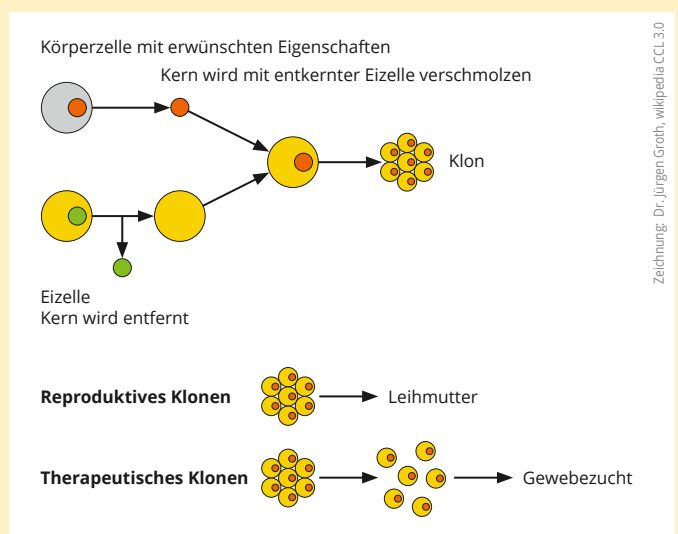 Körperzelle mit erwünschten Eigenschaften
Kern wird mit entkernter Eizelle verschmolzen
Klon
Eizelle
Kern wird entfernt
Reproduktives Klonen
Leihmutter
Therapeutisches Klonen
Gewebezucht
Zeichnung: Dr. Jürgen Groth, wikipedia CCL 3.0